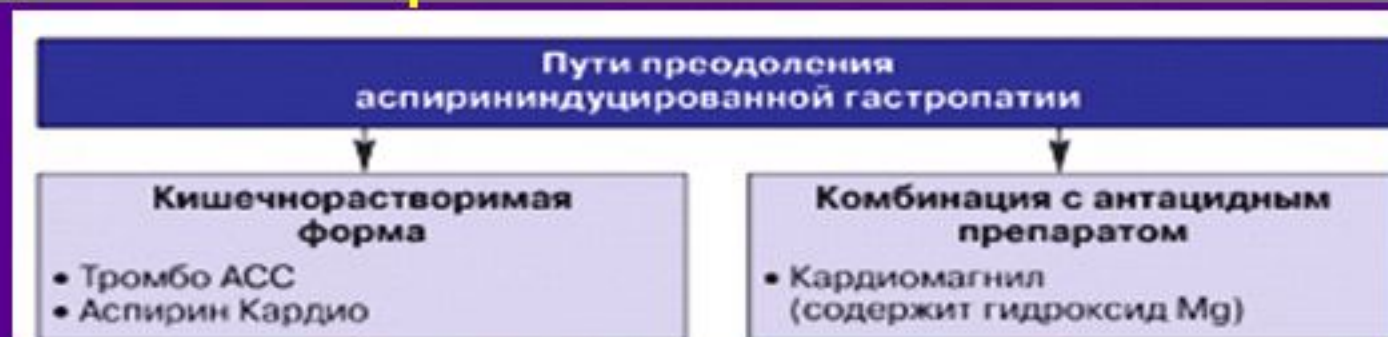 Пути преодоления
аспирининдуцированной гастропатии
Кишечнорастворимая
форма
• Тромбо АСС
• Аспирин Кардио
Комбинация с антацидным
препаратом
• Кардиомагнил
(содержит гидроксид Mg)